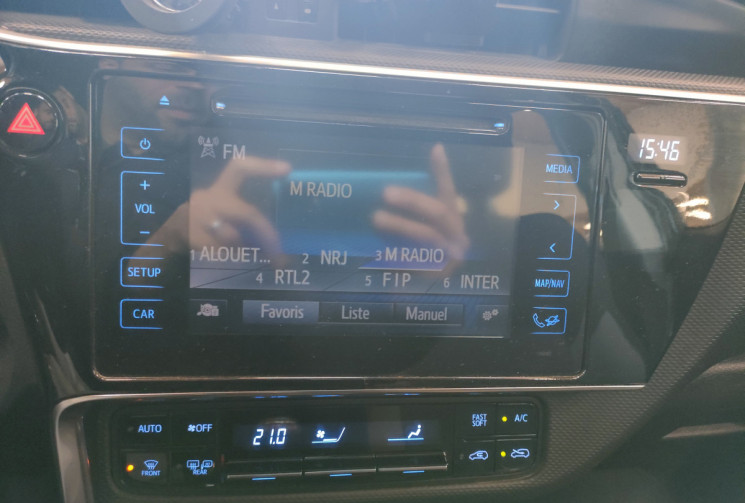 FM
15:46
MEDIA
M RADIO
+
VOL
-
SETUP
CAR
1 ALOUET... 2 NRJ 3 M RADIO
4 RTL2 5 FIP 6 INTER
Favoris Liste Manuel
>
<
MAP/NAV
AUTO OFF
21.0
FAST
SOFT
A/C
FRONT
REAR